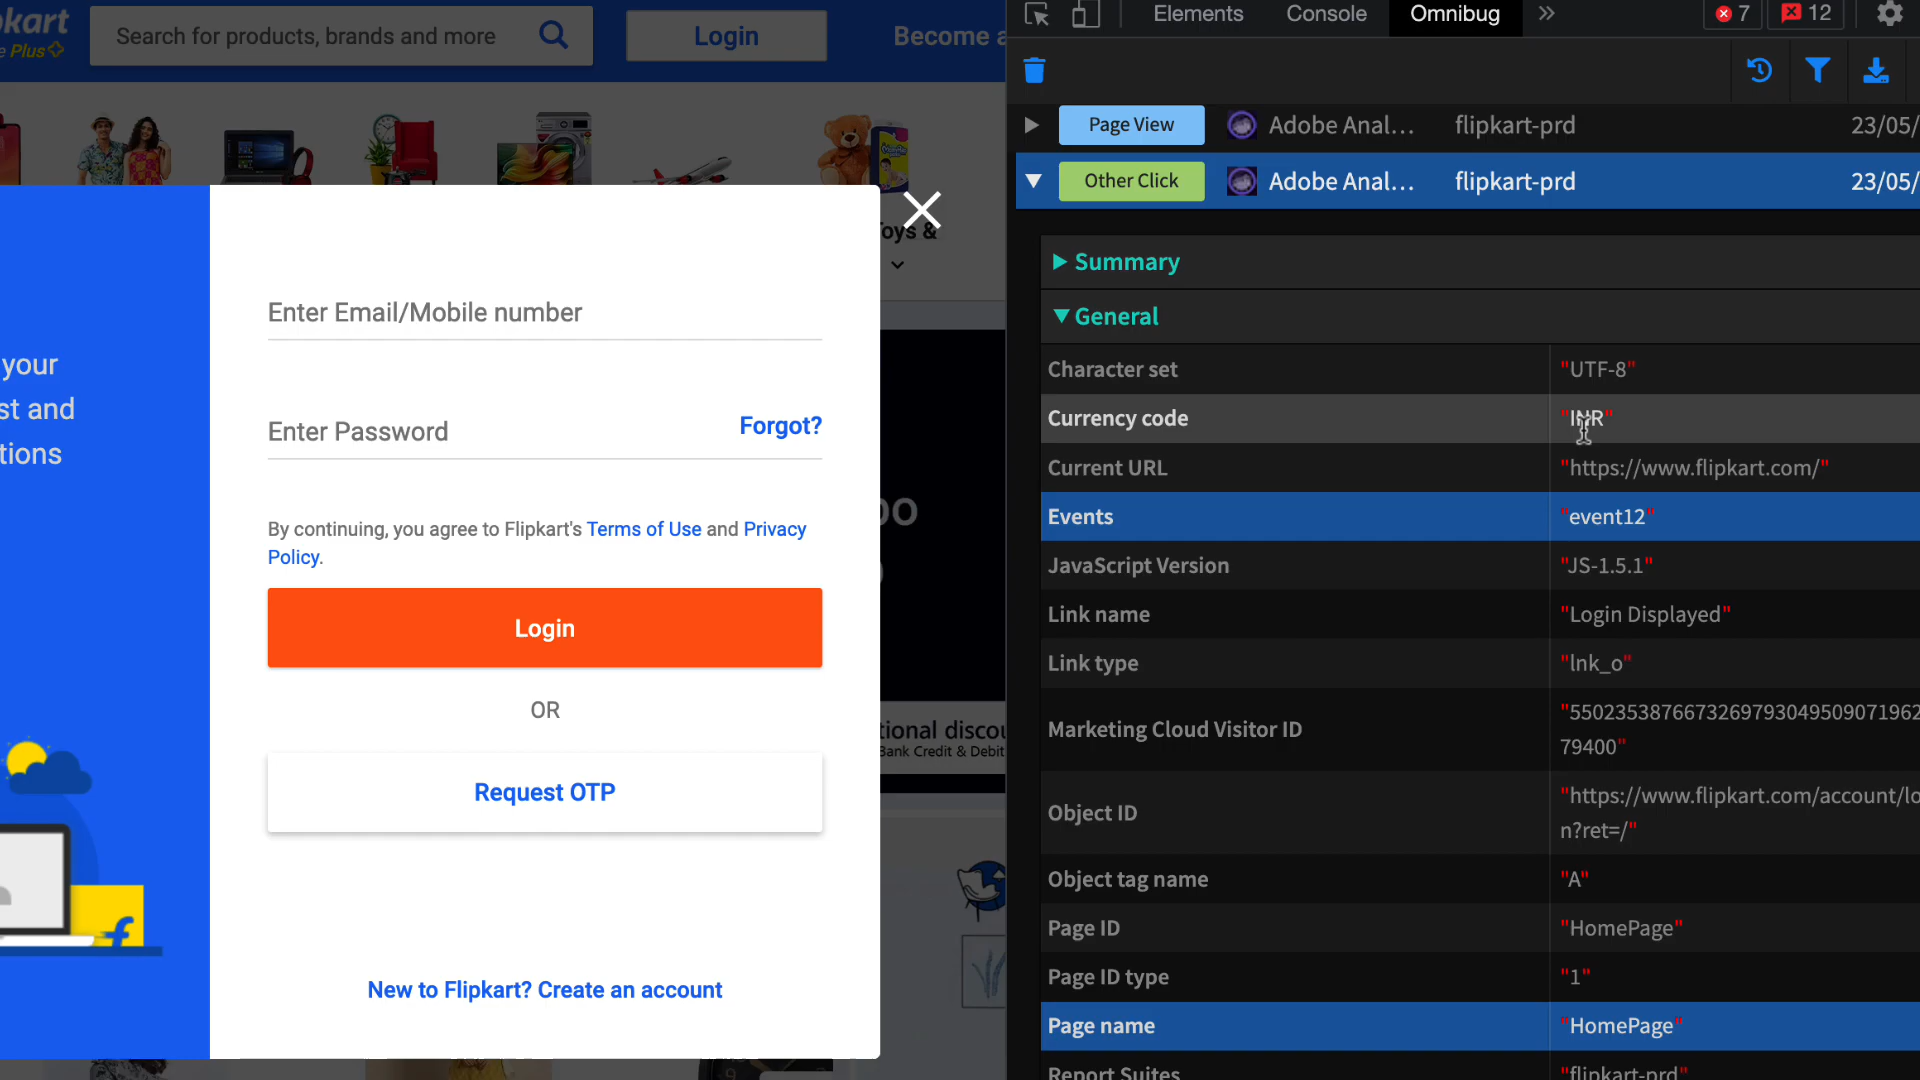 pkart
e Plus
Search for products, brands and more
Login
Become a
Toys &
your
st and
tions
Enter Email/Mobile number
Enter Password
Forgot?
By continuing, you agree to Flipkart's Terms of Use and Privacy
Policy.
Login
OR
Request OTP
New to Flipkart? Create an account
tional discou
Bank Credit & Debit
Elements
Console
Omnibug
7
12
Page View
Adobe Anal...
flipkart-prd
23/05/
Other Click
Adobe Anal...
flipkart-prd
23/05/
Summary
General
Character set
"UTF-8"
Currency code
"INR"
Current URL
"https://www.flipkart.com/"
Events
"event12"
JavaScript Version
"JS-1.5.1"
Link name
"Login Displayed"
Link type
"lnk_o"
Marketing Cloud Visitor ID
"5502353876673269793049509071962
79400"
Object ID
"https://www.flipkart.com/account/lo
n?ret=/"
Object tag name
"A"
Page ID
"HomePage"
Page ID type
"1"
Page name
"HomePage"
Report Suites
"flipkart-prd"